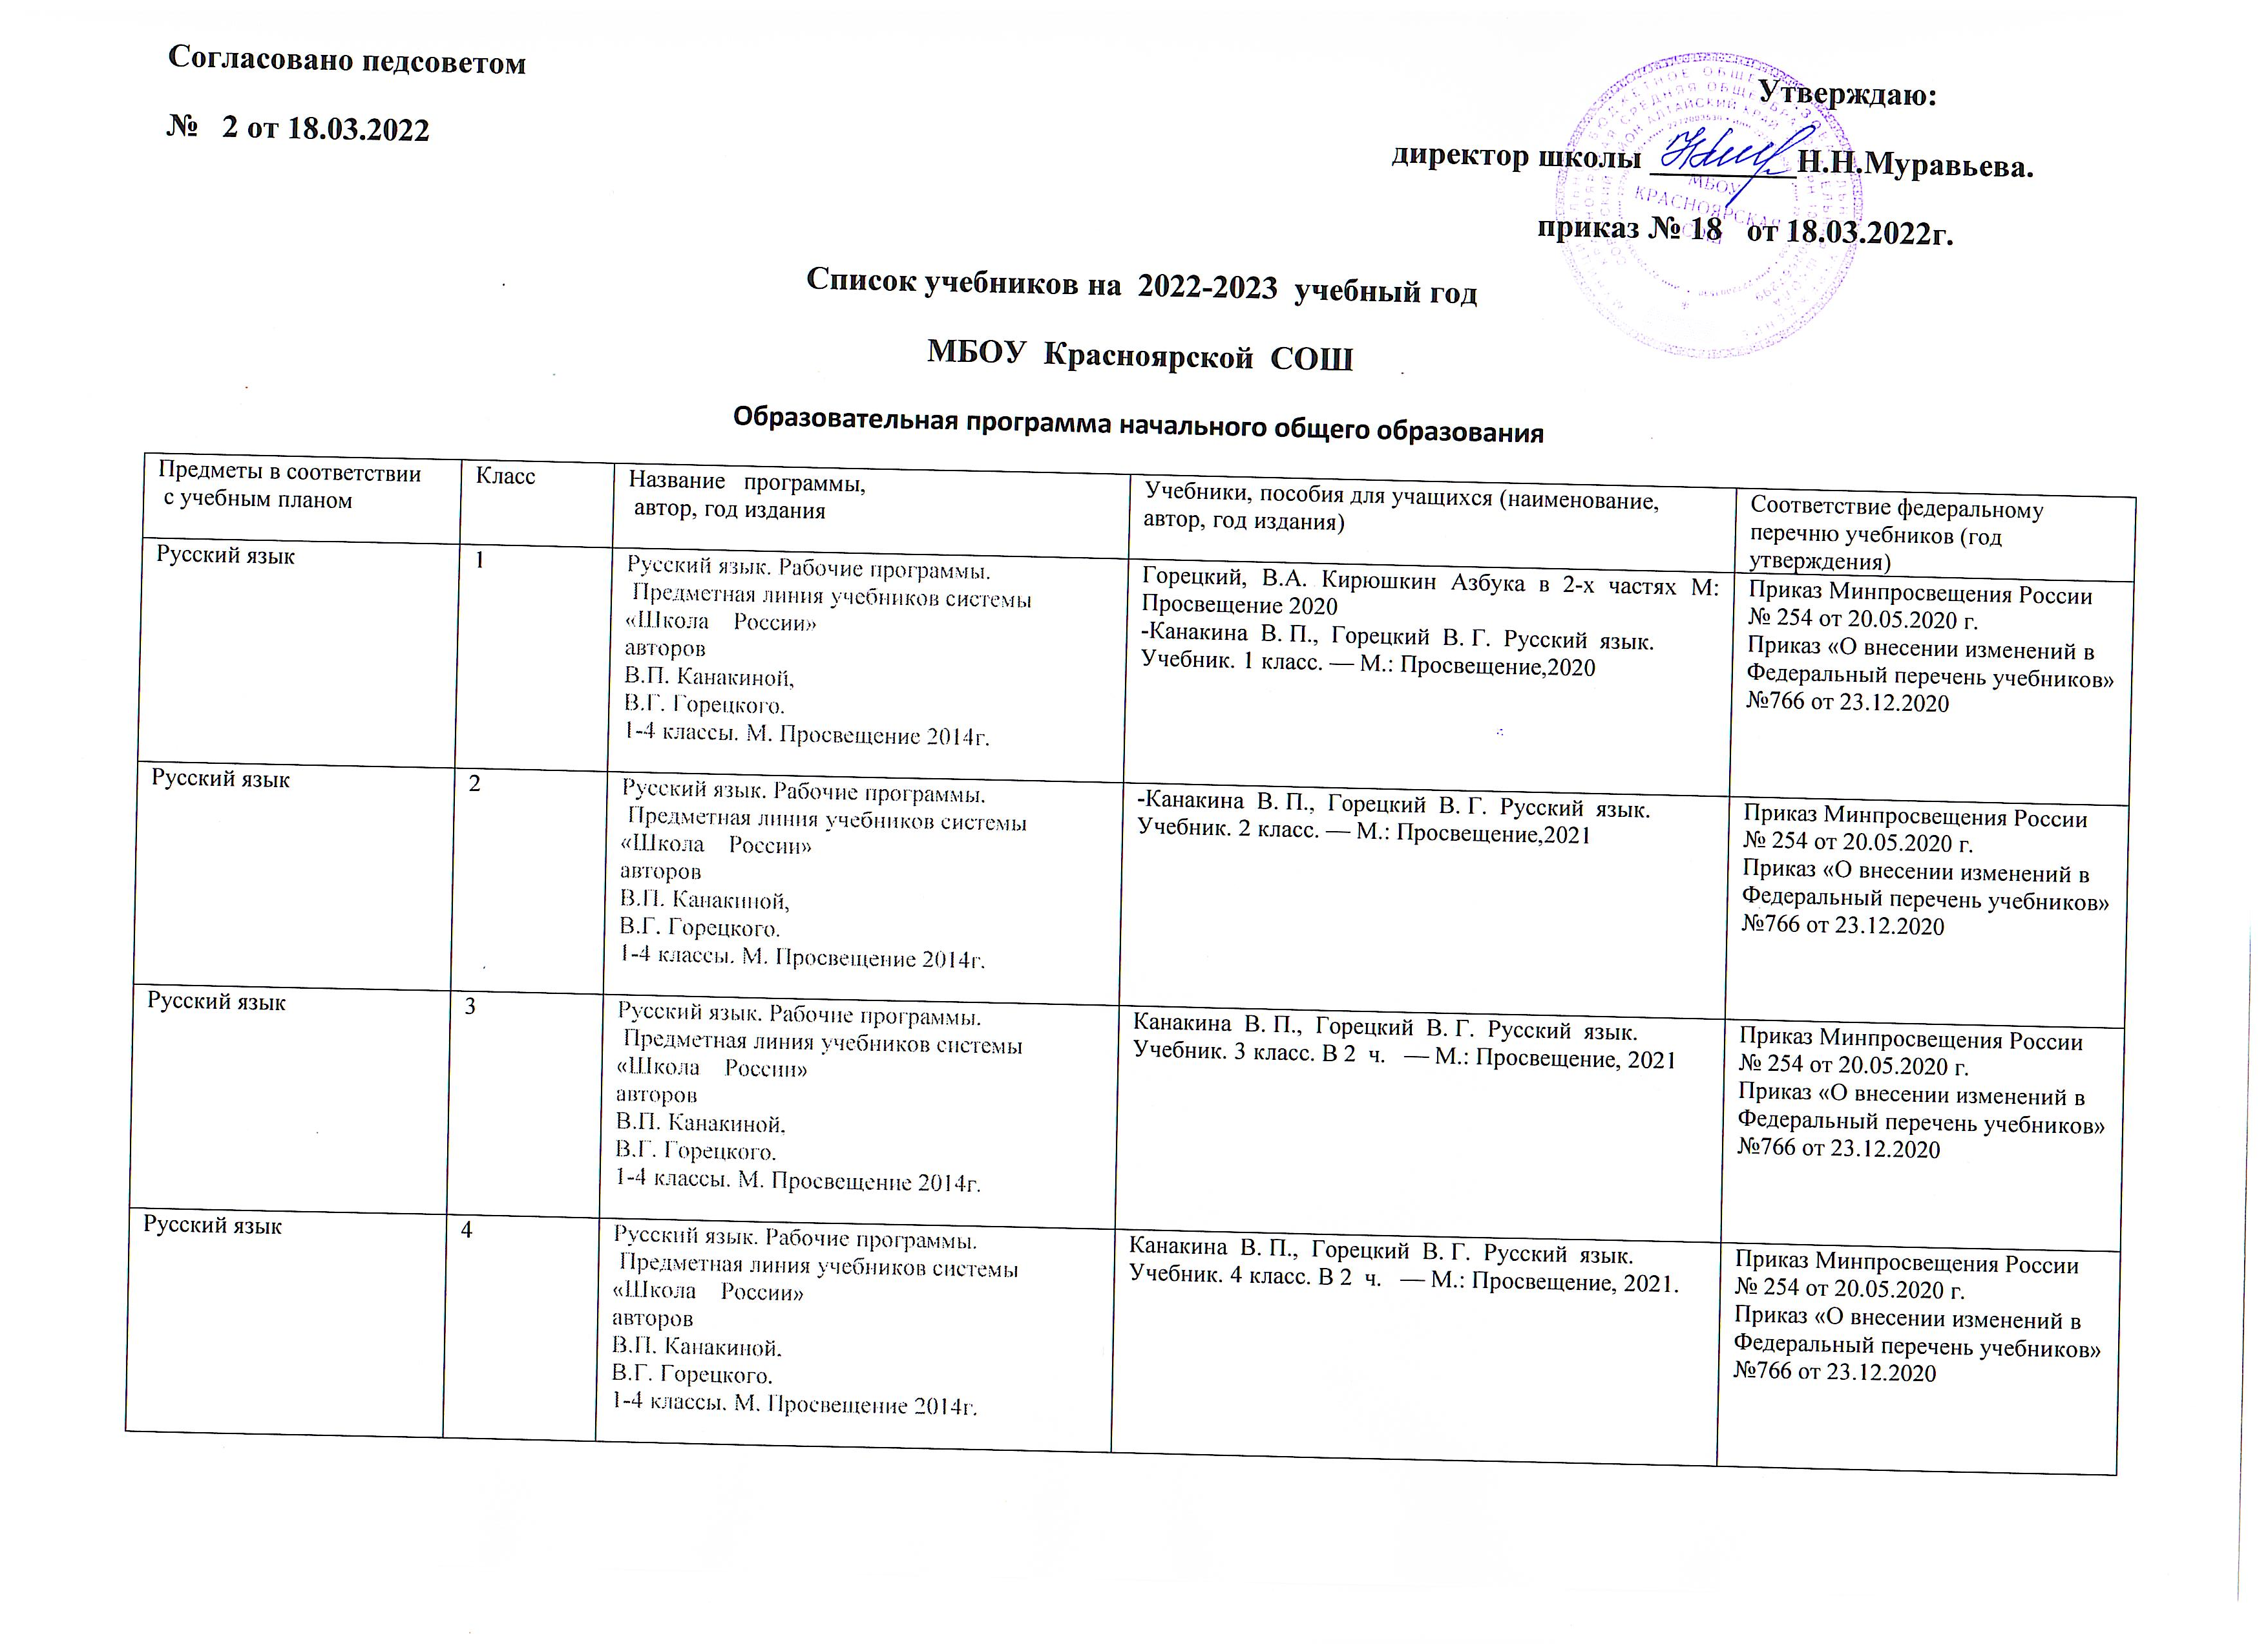 Согласовано педсоветом
№ 2 от 18.03.2022
Утверждаю:
директор школы __________Н.Н.Муравьева.
приказ № 18 от 18.03.2022г.
МБОУ
КРАСНОЯРСКАЯ
СОШ
Список учебников на 2022-2023 учебный год
МБОУ Красноярской СОШ
Образовательная программа начального общего образования
Предметы в соответствии
с учебным планом
Класс
Название программы,
автор, год издания
Учебники, пособия для учащихся (наименование,
автор, год издания)
Соответствие федеральному
перечню учебников (год
утверждения)
Русский язык
1
Русский язык. Рабочие программы.
Предметная линия учебников системы
«Школа России»
авторов
В.П. Канакиной,
В.Г. Горецкого.
1-4 классы. М. Просвещение 2014г.
Горецкий, В.А. Кирюшкин Азбука в 2-х частях М:
Просвещение 2020
-Канакина В. П., Горецкий В. Г. Русский язык.
Учебник. 1 класс. — М.: Просвещение,2020
Приказ Минпросвещения России
№ 254 от 20.05.2020 г.
Приказ «О внесении изменений в
Федеральный перечень учебников»
№766 от 23.12.2020
Русский язык
2
Русский язык. Рабочие программы.
Предметная линия учебников системы
«Школа России»
авторов
В.П. Канакиной,
В.Г. Горецкого.
1-4 классы. М. Просвещение 2014г.
-Канакина В. П., Горецкий В. Г. Русский язык.
Учебник. 2 класс. — М.: Просвещение,2021
Приказ Минпросвещения России
№ 254 от 20.05.2020 г.
Приказ «О внесении изменений в
Федеральный перечень учебников»
№766 от 23.12.2020
Русский язык
3
Русский язык. Рабочие программы.
Предметная линия учебников системы
«Школа России»
авторов
В.П. Канакиной.
В.Г. Горецкого.
1-4 классы. М. Просвещение 2014г.
Канакина В. П., Горецкий В. Г. Русский язык.
Учебник. 3 класс. В 2 ч. — М.: Просвещение, 2021
Приказ Минпросвещения России
№ 254 от 20.05.2020 г.
Приказ «О внесении изменений в
Федеральный перечень учебников»
№766 от 23.12.2020
Русский язык
4
Русский язык. Рабочие программы.
Предметная линия учебников системы
«Школа России»
авторов
В.П. Канакиной.
В.Г. Горецкого.
1-4 классы. М. Просвещение 2014г.
Канакина В. П., Горецкий В. Г. Русский язык.
Учебник. 4 класс. В 2 ч. — М.: Просвещение, 2021.
Приказ Минпросвещения России
№ 254 от 20.05.2020 г.
Приказ «О внесении изменений в
Федеральный перечень учебников»
№766 от 23.12.2020